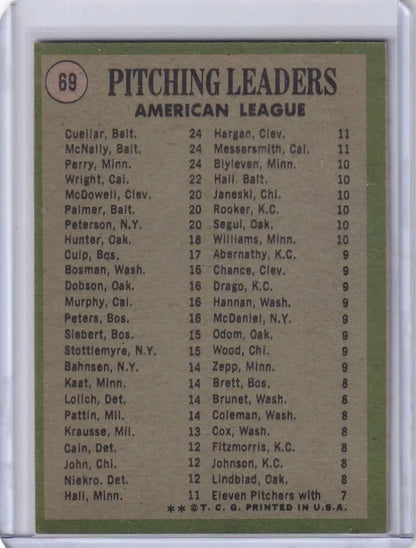 69
PITCHING LEADERS
AMERICAN LEAGUE
Cuellar, Balt. 24 Hargan, Clev. 11
McNally, Balt. 24 Messersmith, Cal. 11
Perry, Minn. 24 Blyleven, Minn. 10
Wright, Cal. 22 Hall, Balt. 10
McDowell, Clev. 20 Janeski, Chi. 10
Palmer, Balt. 20 Rooker, K.C. 10
Peterson, N.Y. 20 Segui, Oak. 10
Hunter, Oak. 18 Williams, Minn. 10
Culp, Bos. 17 Abernathy, K.C. 9
Bosman, Wash. 16 Chance, Clev. 9
Dobson, Oak. 16 Drago, K.C. 9
Murphy, Cal. 16 Hannan, Wash. 9
Peters, Bos. 16 McDaniel, N.Y. 9
Siebert, Bos. 15 Odom, Oak. 9
Stottlemyre, N.Y. 15 Wood, Chi. 9
Bahnsen, N.Y. 14 Zepp, Minn. 9
Kaat, Minn. 14 Brett, Bos. 8
Lolich, Det. 14 Brunet, Wash. 8
Pattin, Mil. 14 Coleman, Wash. 8
Krausse, Mil. 13 Cox, Wash. 8
Cain, Det. 12 Fitzmorris, K.C. 8
John, Chi. 12 Johnson, K.C. 8
Niekro, Det. 12 Lindblad, Oak. 8
Hall, Minn. 11 Eleven Pitchers with 7
** © T. C. G. PRINTED IN U.S.A.